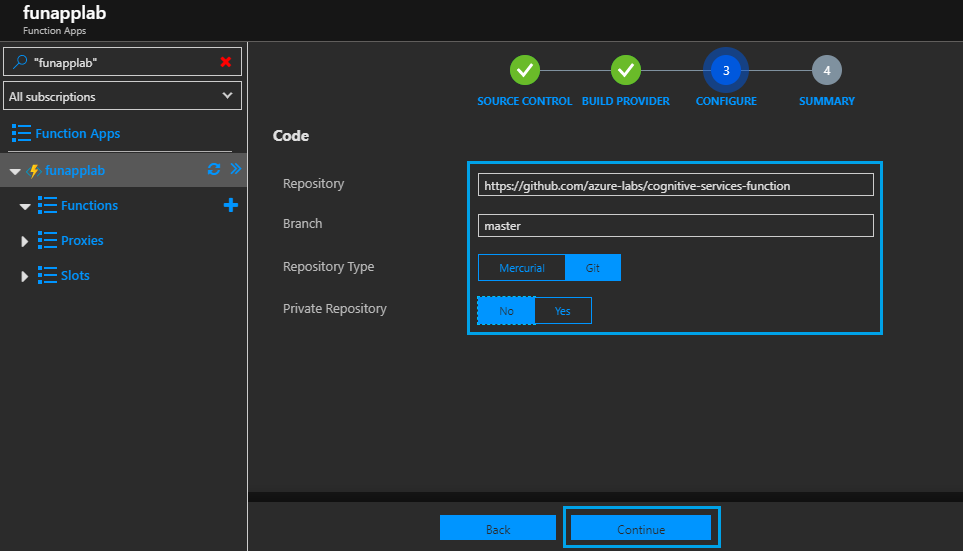 funapplab
Function Apps
"funapplab"
All subscriptions
Function Apps
funapplab
Functions
Proxies
Slots
3
4
SOURCE CONTROL
BUILD PROVIDER
CONFIGURE
SUMMARY
Code
Repository
https://github.com/azure-labs/cognitive-services-function
Branch
master
Repository Type
Mercurial
Git
Private Repository
No
Yes
Back
Continue